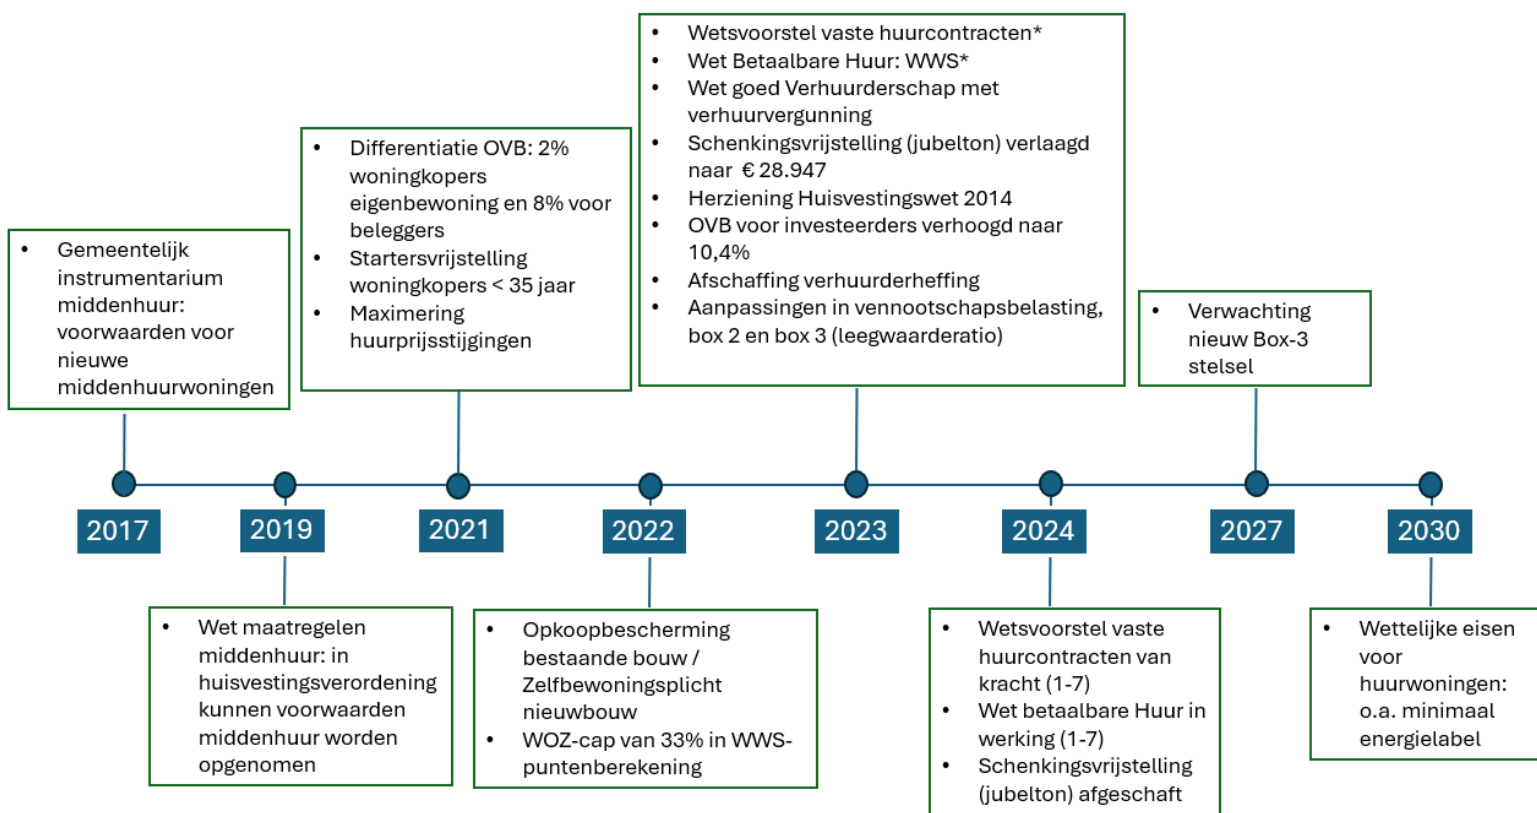 • Gemeentelijk
instrumentarium
middenhuur:
voorwaarden voor
nieuwe
middenhuurwoningen
• Differentiatie OVB: 2%
woningkopers
eigenbewoning en 8% voor
beleggers
• Startersvrijstelling
woningkopers < 35 jaar
• Maximering
huurprijsstijgingen
• Wetsvoorstel vaste huurcontracten*
• Wet Betaalbare Huur: WWS*
• Wet goed Verhuurderschap met
verhuurvergunning
• Schenkingsvrijstelling (jubelton) verlaagd
naar € 28.947
• Herziening Huisvestingswet 2014
• OVB voor investeerders verhoogd naar
10,4%
• Afschaffing verhuurderheffing
• Aanpassingen in vennootschapsbelasting,
box 2 en box 3 (leegwaarderatio)
• Verwachting
nieuw Box-3
stelsel
2017
2019
2021
2022
2023
2024
2027
2030
• Wet maatregelen
middenhuur: in
huisvestingsverordening
kunnen voorwaarden
middenhuur worden
opgenomen
• Opkoopbescherming
bestaande bouw /
Zelfbewoningsplicht
nieuwbouw
• WOZ-cap van 33% in WWS-
puntenberekening
• Wetsvoorstel vaste
huurcontracten van
kracht (1-7)
• Wet betaalbare Huur in
werking (1-7)
• Schenkingsvrijstelling
(jubelton) afgeschaft
• Wettelijke eisen
voor
huurwoningen:
o.a. minimaal
energielabel